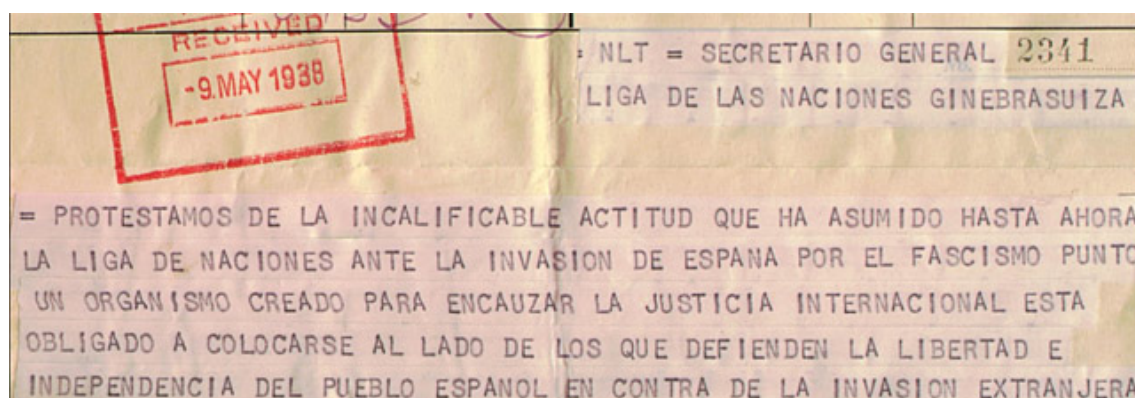 RECEIVED
-9.MAY 1938
= NLT = SECRETARIO GENERAL 2341
LIGA DE LAS NACIONES GINEBRASUIZA
= PROTESTAMOS DE LA INCALIFICABLE ACTITUD QUE HA ASUMIDO HASTA AHORA
LA LIGA DE NACIONES ANTE LA INVASION DE ESPANA POR EL FASCISMO PUNTO
UN ORGANISMO CREADO PARA ENCAUZAR LA JUSTICIA INTERNACIONAL ESTA
OBLIGADO A COLOCARSE AL LADO DE LOS QUE DEFIENDEN LA LIBERTAD E
INDEPENDENCIA DEL PUEBLO ESPANOL EN CONTRA DE LA INVASION EXTRANJERA